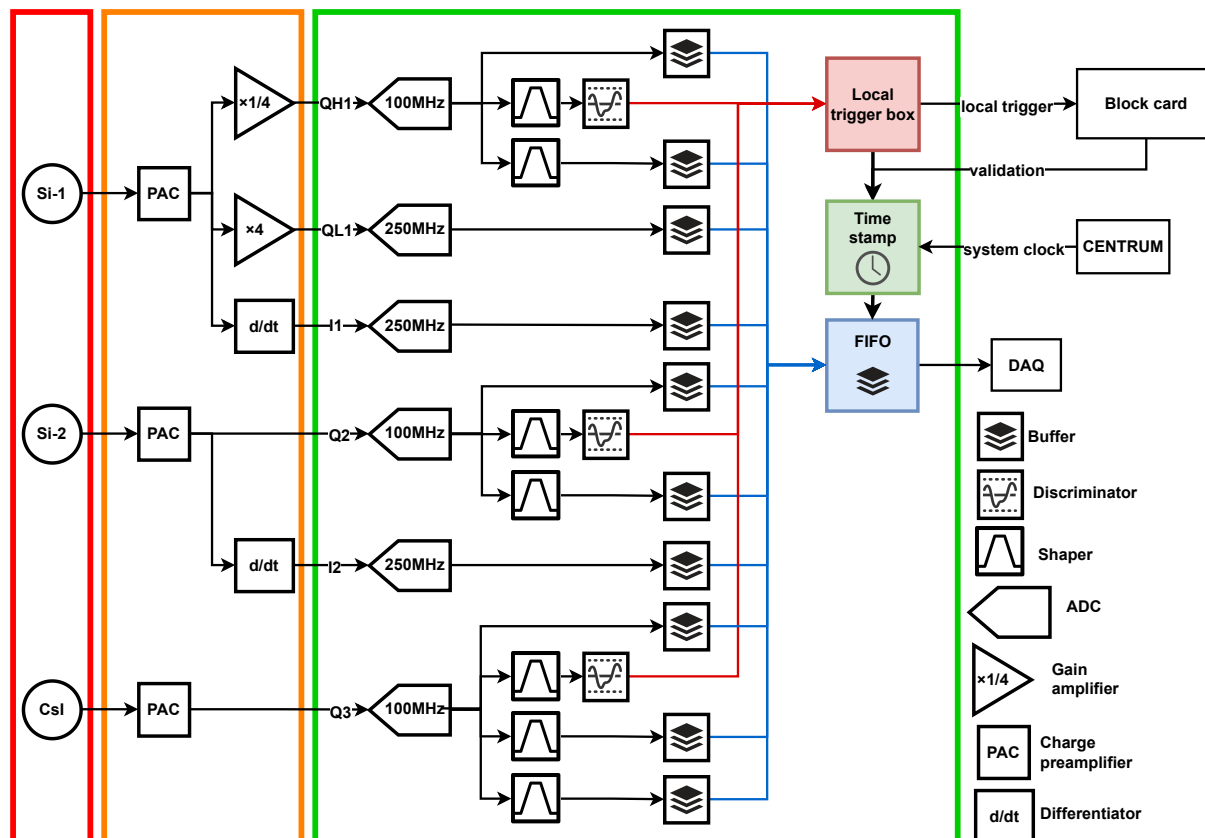 ×1/4
QH1
100MHz
Local
trigger box
local trigger
Block card
validation
Si-1
PAC
×4
QL1
250MHz
Time
stamp
system clock
CENTRUM
d/dt
I1
250MHz
FIFO
DAQ
Si-2
PAC
Q2
100MHz
Buffer
Discriminator
Shaper
d/dt
I2
250MHz
ADC
×1/4
Gain
amplifier
CsI
PAC
Q3
100MHz
PAC
Charge
preamplifier
d/dt
Differentiator